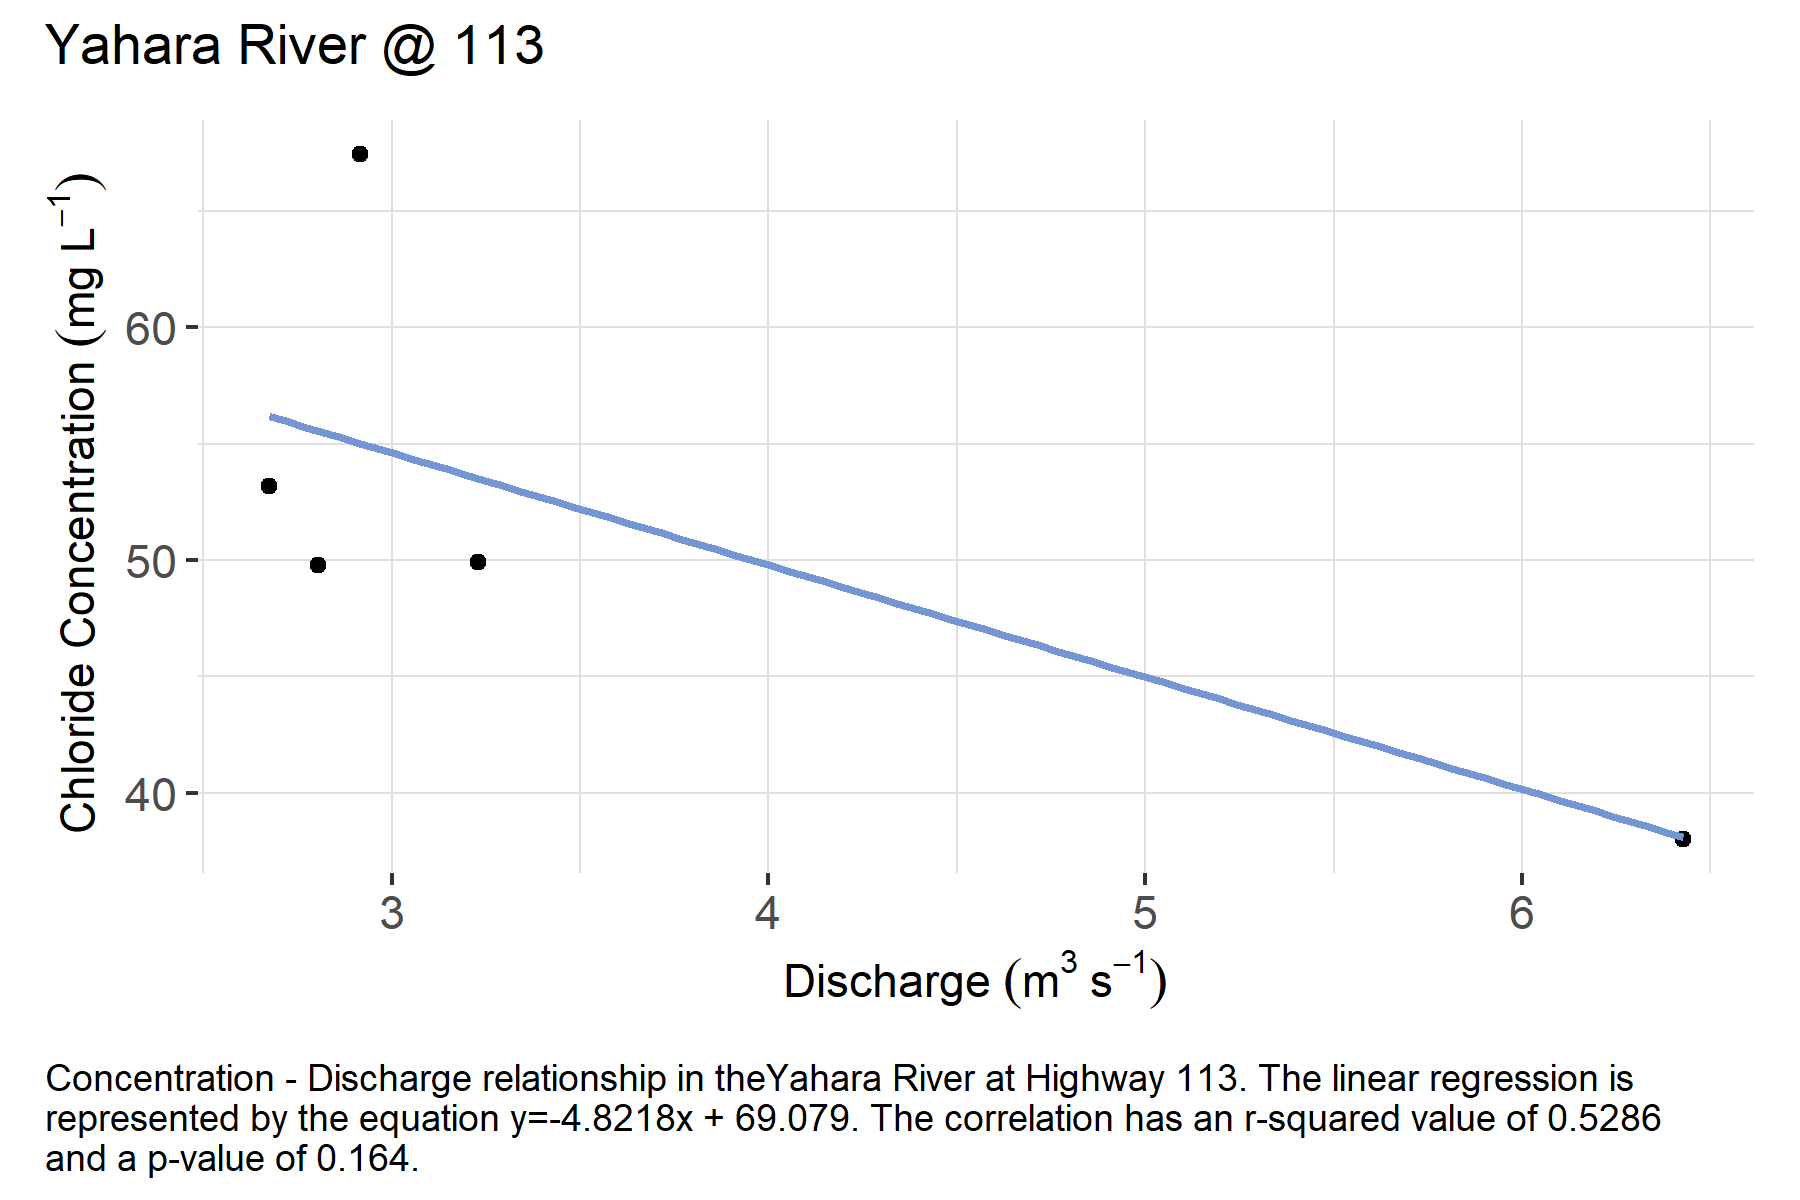 Yahara River @ 113
Chloride Concentration (mg L⁻¹)
60
50
40
3 4 5 6
Discharge (m³ s⁻¹)
Concentration - Discharge relationship in theYahara River at Highway 113. The linear regression is
represented by the equation y=-4.8218x + 69.079. The correlation has an r-squared value of 0.5286
and a p-value of 0.164.